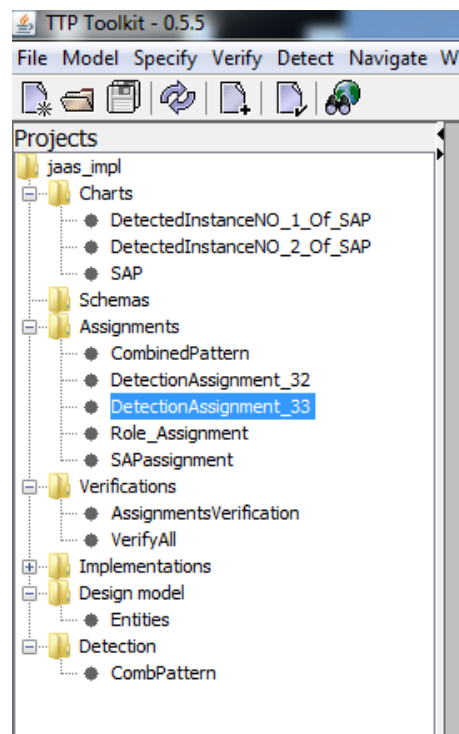 TTP Toolkit - 0.5.5
File Model Specify Verify Detect Navigate W
Projects
jaas_impl
Charts
DetectedInstanceNO_1_Of_SAP
DetectedInstanceNO_2_Of_SAP
SAP
Schemas
Assignments
CombinedPattern
DetectionAssignment_32
DetectionAssignment_33
Role_Assignment
SAPassignment
Verifications
AssignmentsVerification
VerifyAll
Implementations
Design model
Entities
Detection
CombPattern